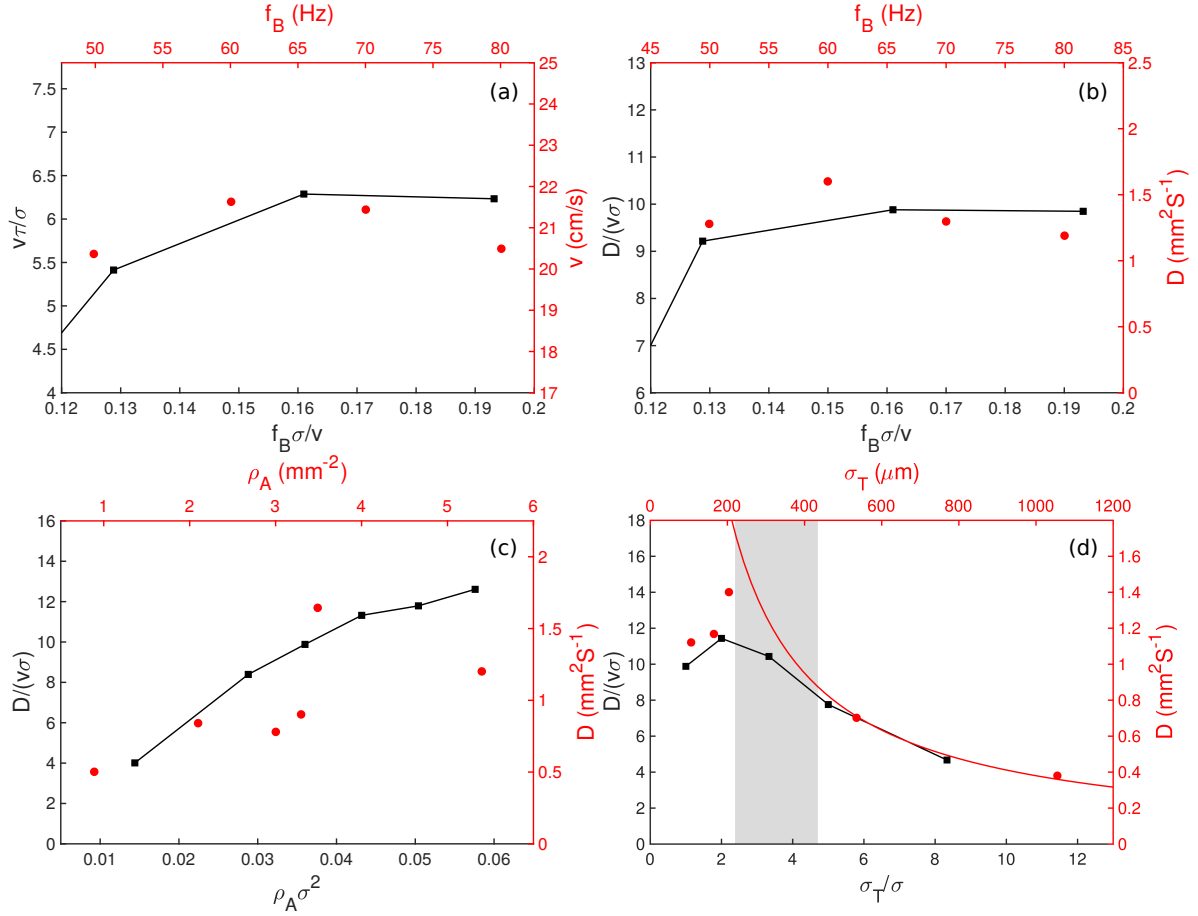 f_B (Hz)
50 55 60 65 70 75 80
25 24 23 22 21 20 19 18 17
v (cm/s)
(a)
7.5 7 6.5 6 5.5 5 4.5 4
vτ/σ
0.12 0.13 0.14 0.15 0.16 0.17 0.18 0.19 0.2
f_Bσ/v
f_B (Hz)
45 50 55 60 65 70 75 80 85
2.5 2 1.5 1 0.5 0
D (mm²S⁻¹)
(b)
13 12 11 10 9 8 7 6
D/(vσ)
0.12 0.13 0.14 0.15 0.16 0.17 0.18 0.19 0.2
f_Bσ/v
ρ_A (mm⁻²)
1 2 3 4 5 6
2 1.5 1 0.5 0
D (mm²S⁻¹)
(c)
16 14 12 10 8 6 4 2 0
D/(vσ)
0.01 0.02 0.03 0.04 0.05 0.06
ρ_Aσ²
σ_T (μm)
0 200 400 600 800 1000 1200
1.6 1.4 1.2 1 0.8 0.6 0.4 0.2 0
D (mm²S⁻¹)
(d)
18 16 14 12 10 8 6 4 2 0
D/(vσ)
0 2 4 6 8 10 12
σ_T/σ